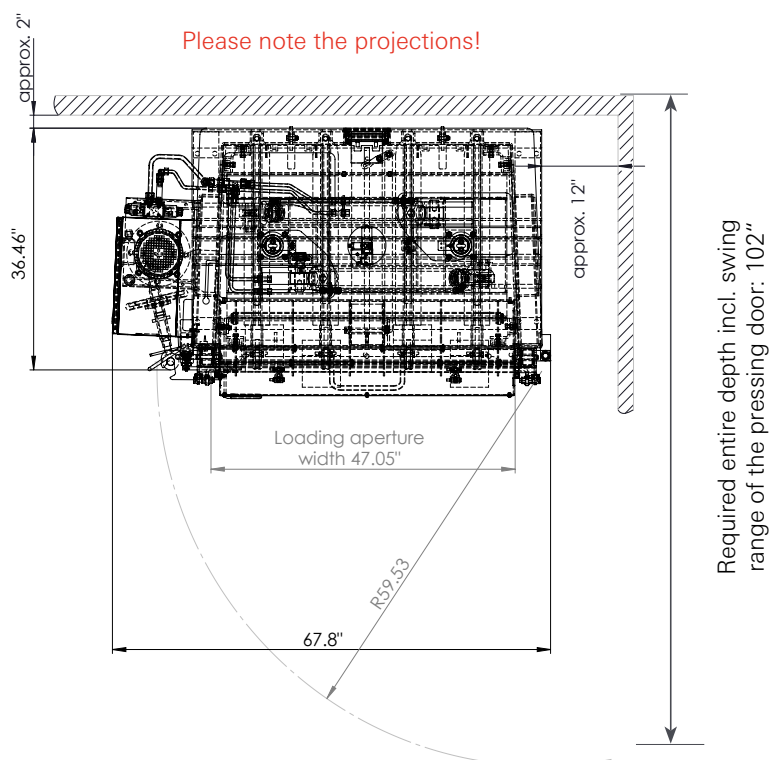 Please note the projections!
approx. 2"
36.46"
approx. 12"
Required entire depth incl. swing
range of the pressing door: 102“
Loading aperture
width 47.05"
R59.53
67.8"